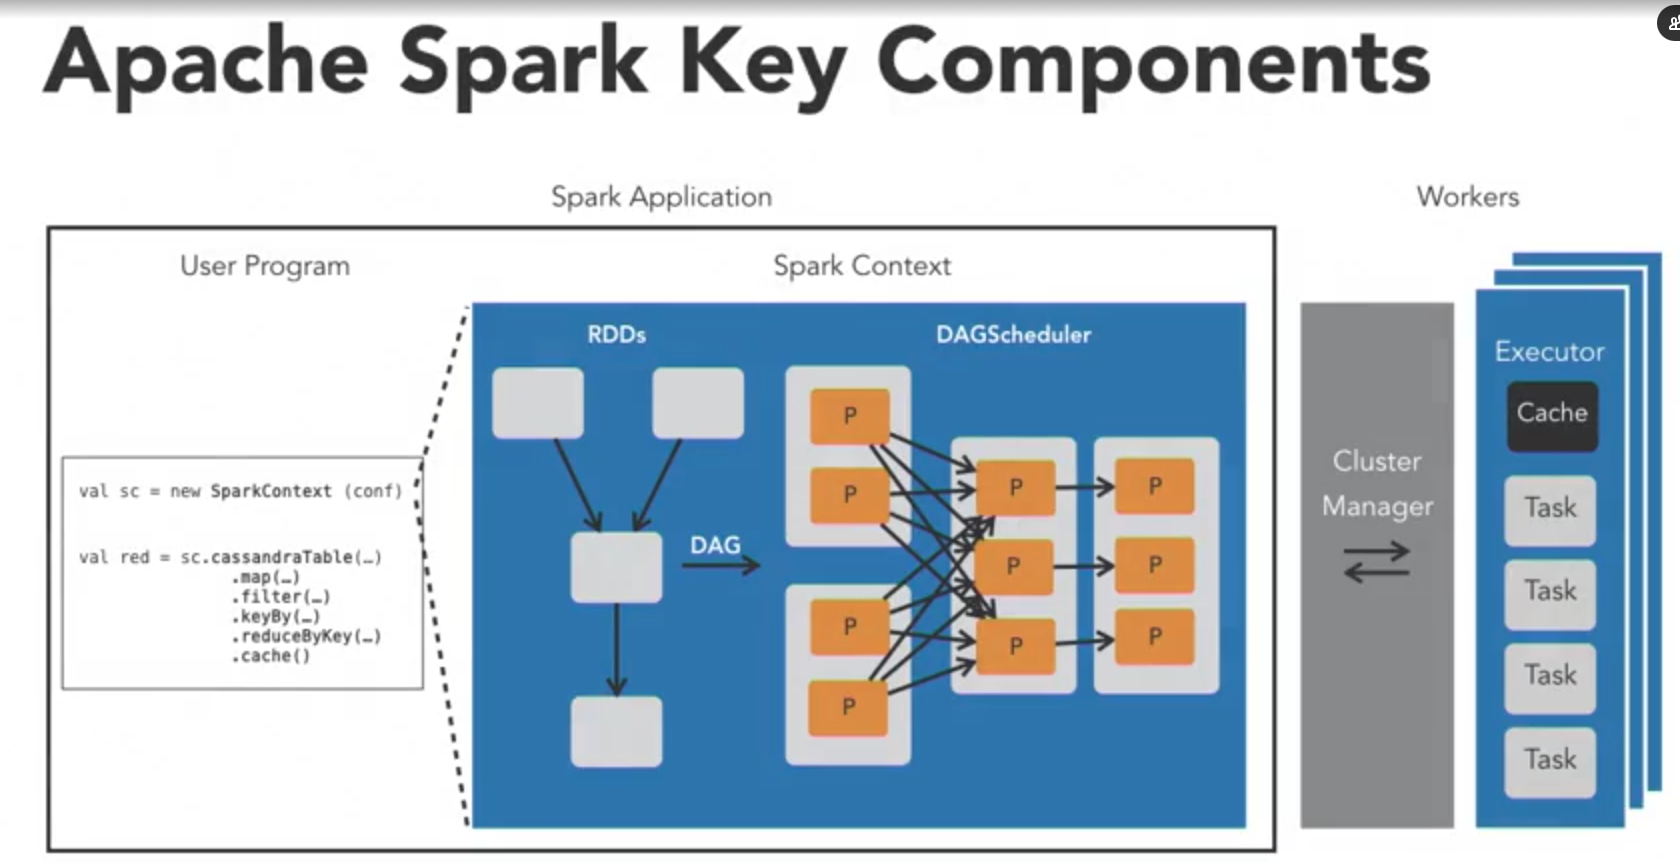 Apache Spark Key Components
Spark Application
Workers
User Program
Spark Context
val sc = new SparkContext (conf)
val red = sc.cassandraTable(…)
.map(…)
.filter(…)
.keyBy(…)
.reduceByKey(…)
.cache()
RDDs
DAG
DAGScheduler
P
P
P
P
P
P
P
P
P
P
Cluster
Manager
Executor
Cache
Task
Task
Task
Task